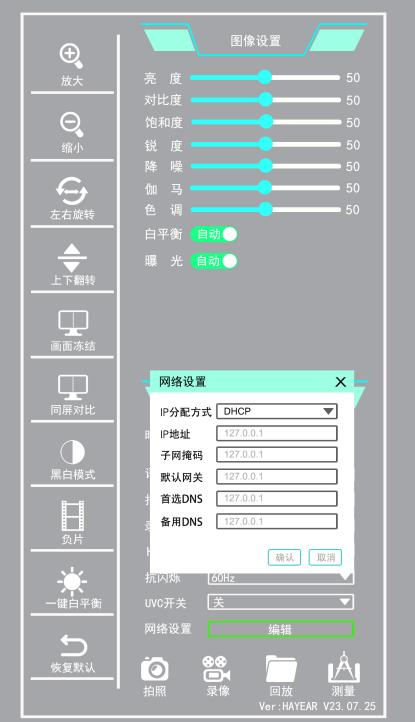 放大
缩小
左右旋转
上下翻转
画面冻结
同屏对比
黑白模式
负片
一键白平衡
恢复默认
图像设置
亮 度 50
对比度 50
饱和度 50
锐 度 50
降 噪 50
伽 马 50
色 调 50
白平衡 自动
曝 光 自动
网络设置 X
IP分配方式 DHCP
IP地址 127.0.0.1
子网掩码 127.0.0.1
默认网关 127.0.0.1
首选DNS 127.0.0.1
备用DNS 127.0.0.1
确认 取消
抗闪烁 60Hz
UVC开关 关
网络设置 编辑
拍照 录像 回放 测量
Ver:HAYEAR V23.07.25